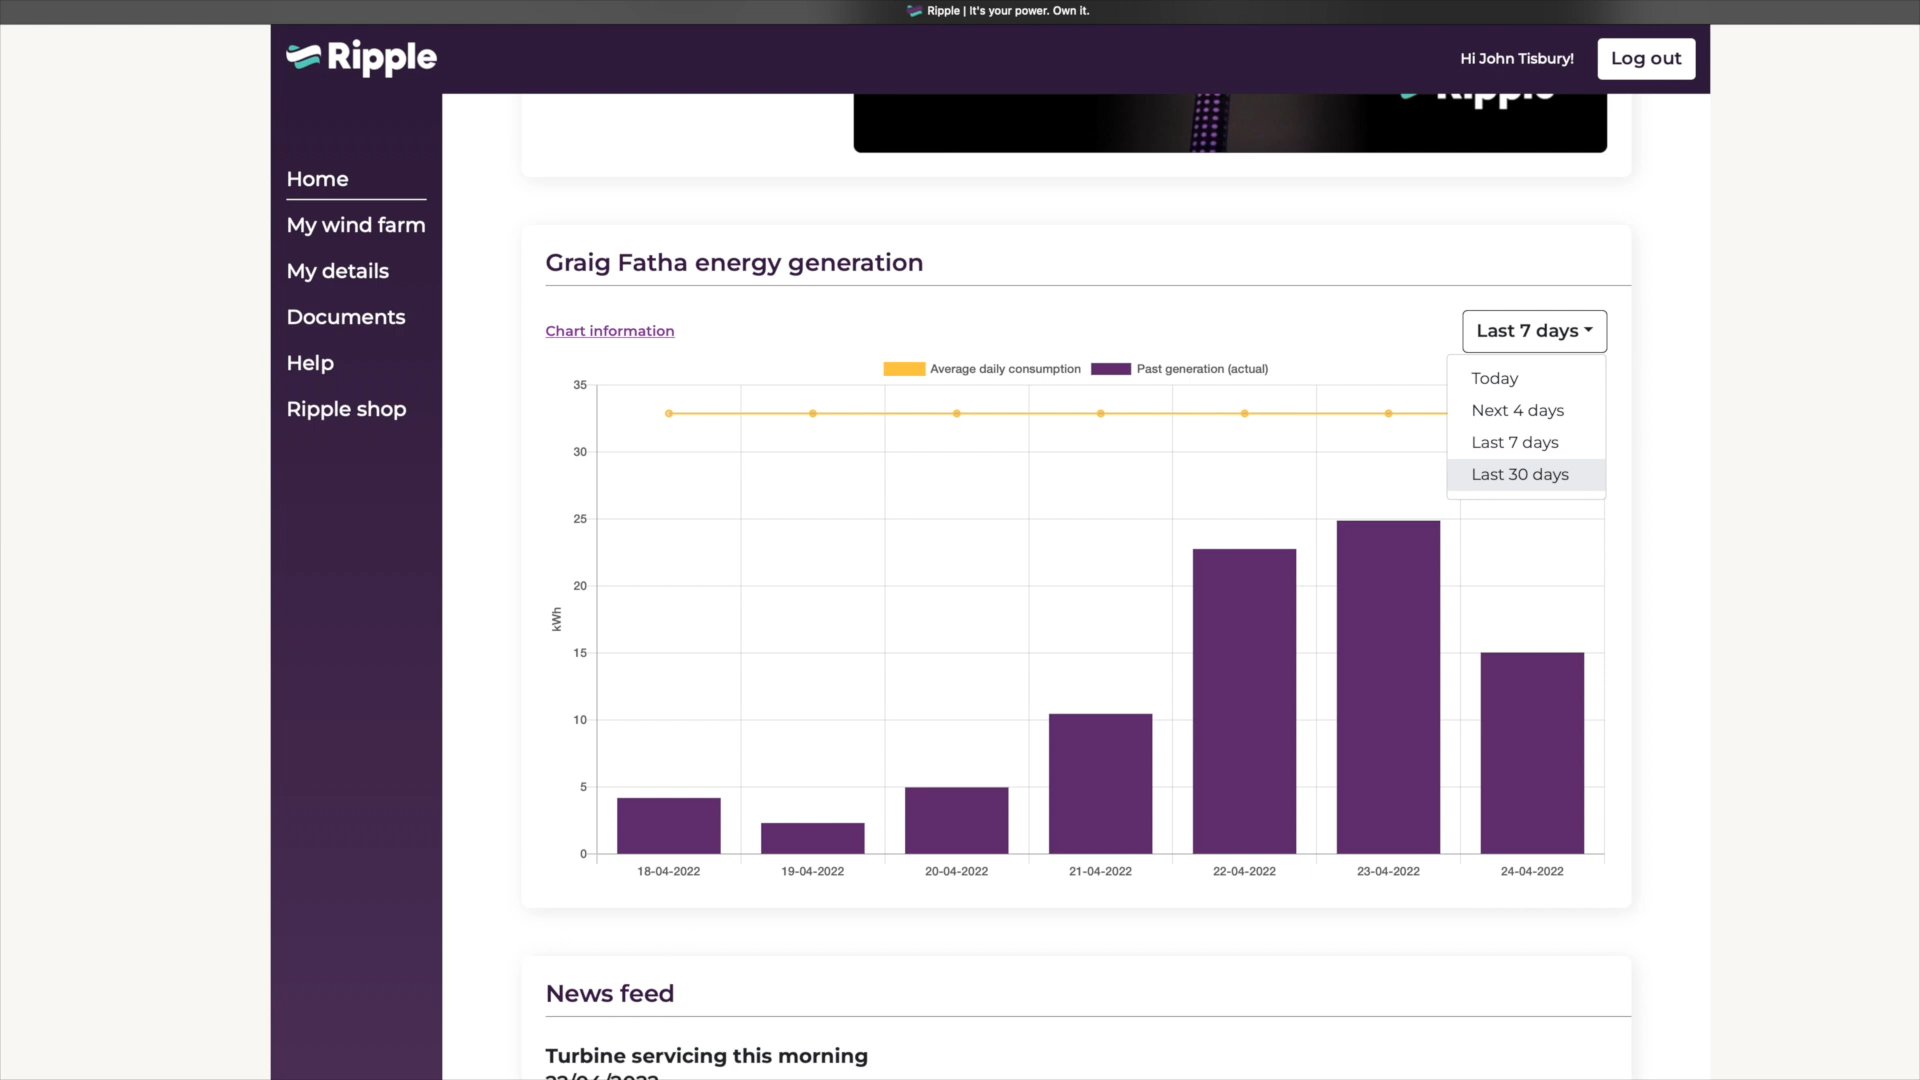 Ripple | It's your power. Own it.
Ripple
Hi John Tisbury!
Log out
Ripple
Home
My wind farm
My details
Documents
Help
Ripple shop
Graig Fatha energy generation
Chart information
Last 7 days
Today
Next 4 days
Last 7 days
Last 30 days
Average daily consumption
Past generation (actual)
35
30
25
20
15
10
5
0
kWh
18-04-2022
19-04-2022
20-04-2022
21-04-2022
22-04-2022
23-04-2022
24-04-2022
News feed
Turbine servicing this morning